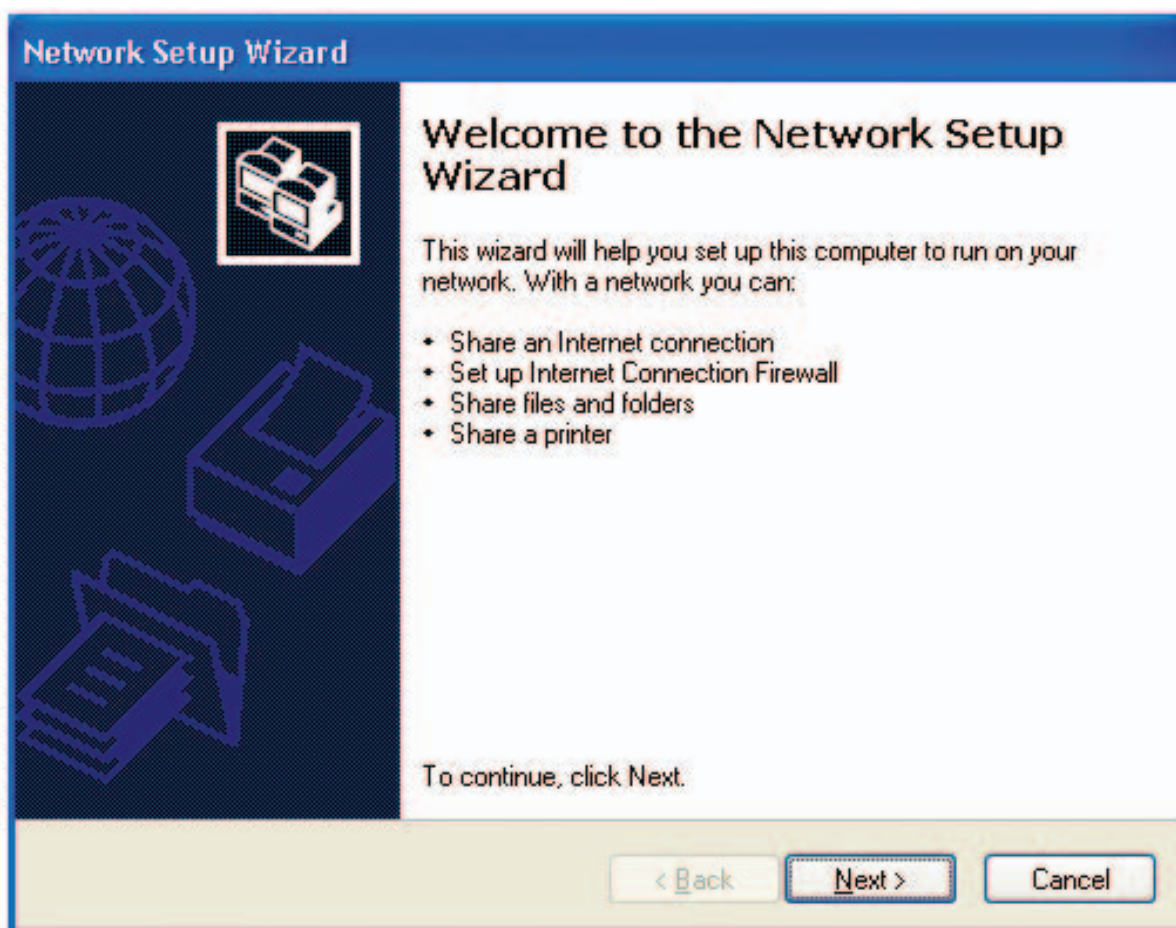 Network Setup Wizard
Welcome to the Network Setup
Wizard
This wizard will help you set up this computer to run on your
network. With a network you can:
• Share an Internet connection
• Set up Internet Connection Firewall
• Share files and folders
• Share a printer
To continue, click Next.
< Back Next > Cancel